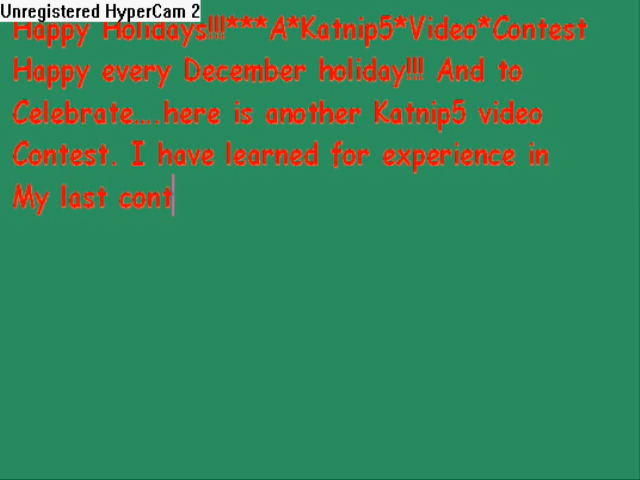 Unregistered HyperCam 2
Happy Holidays!!!***A*Katnip5*Video*Contest
Happy every December holiday!!! And to
Celebrate....here is another Katnip5 video
Contest. I have learned for experience in
My last cont